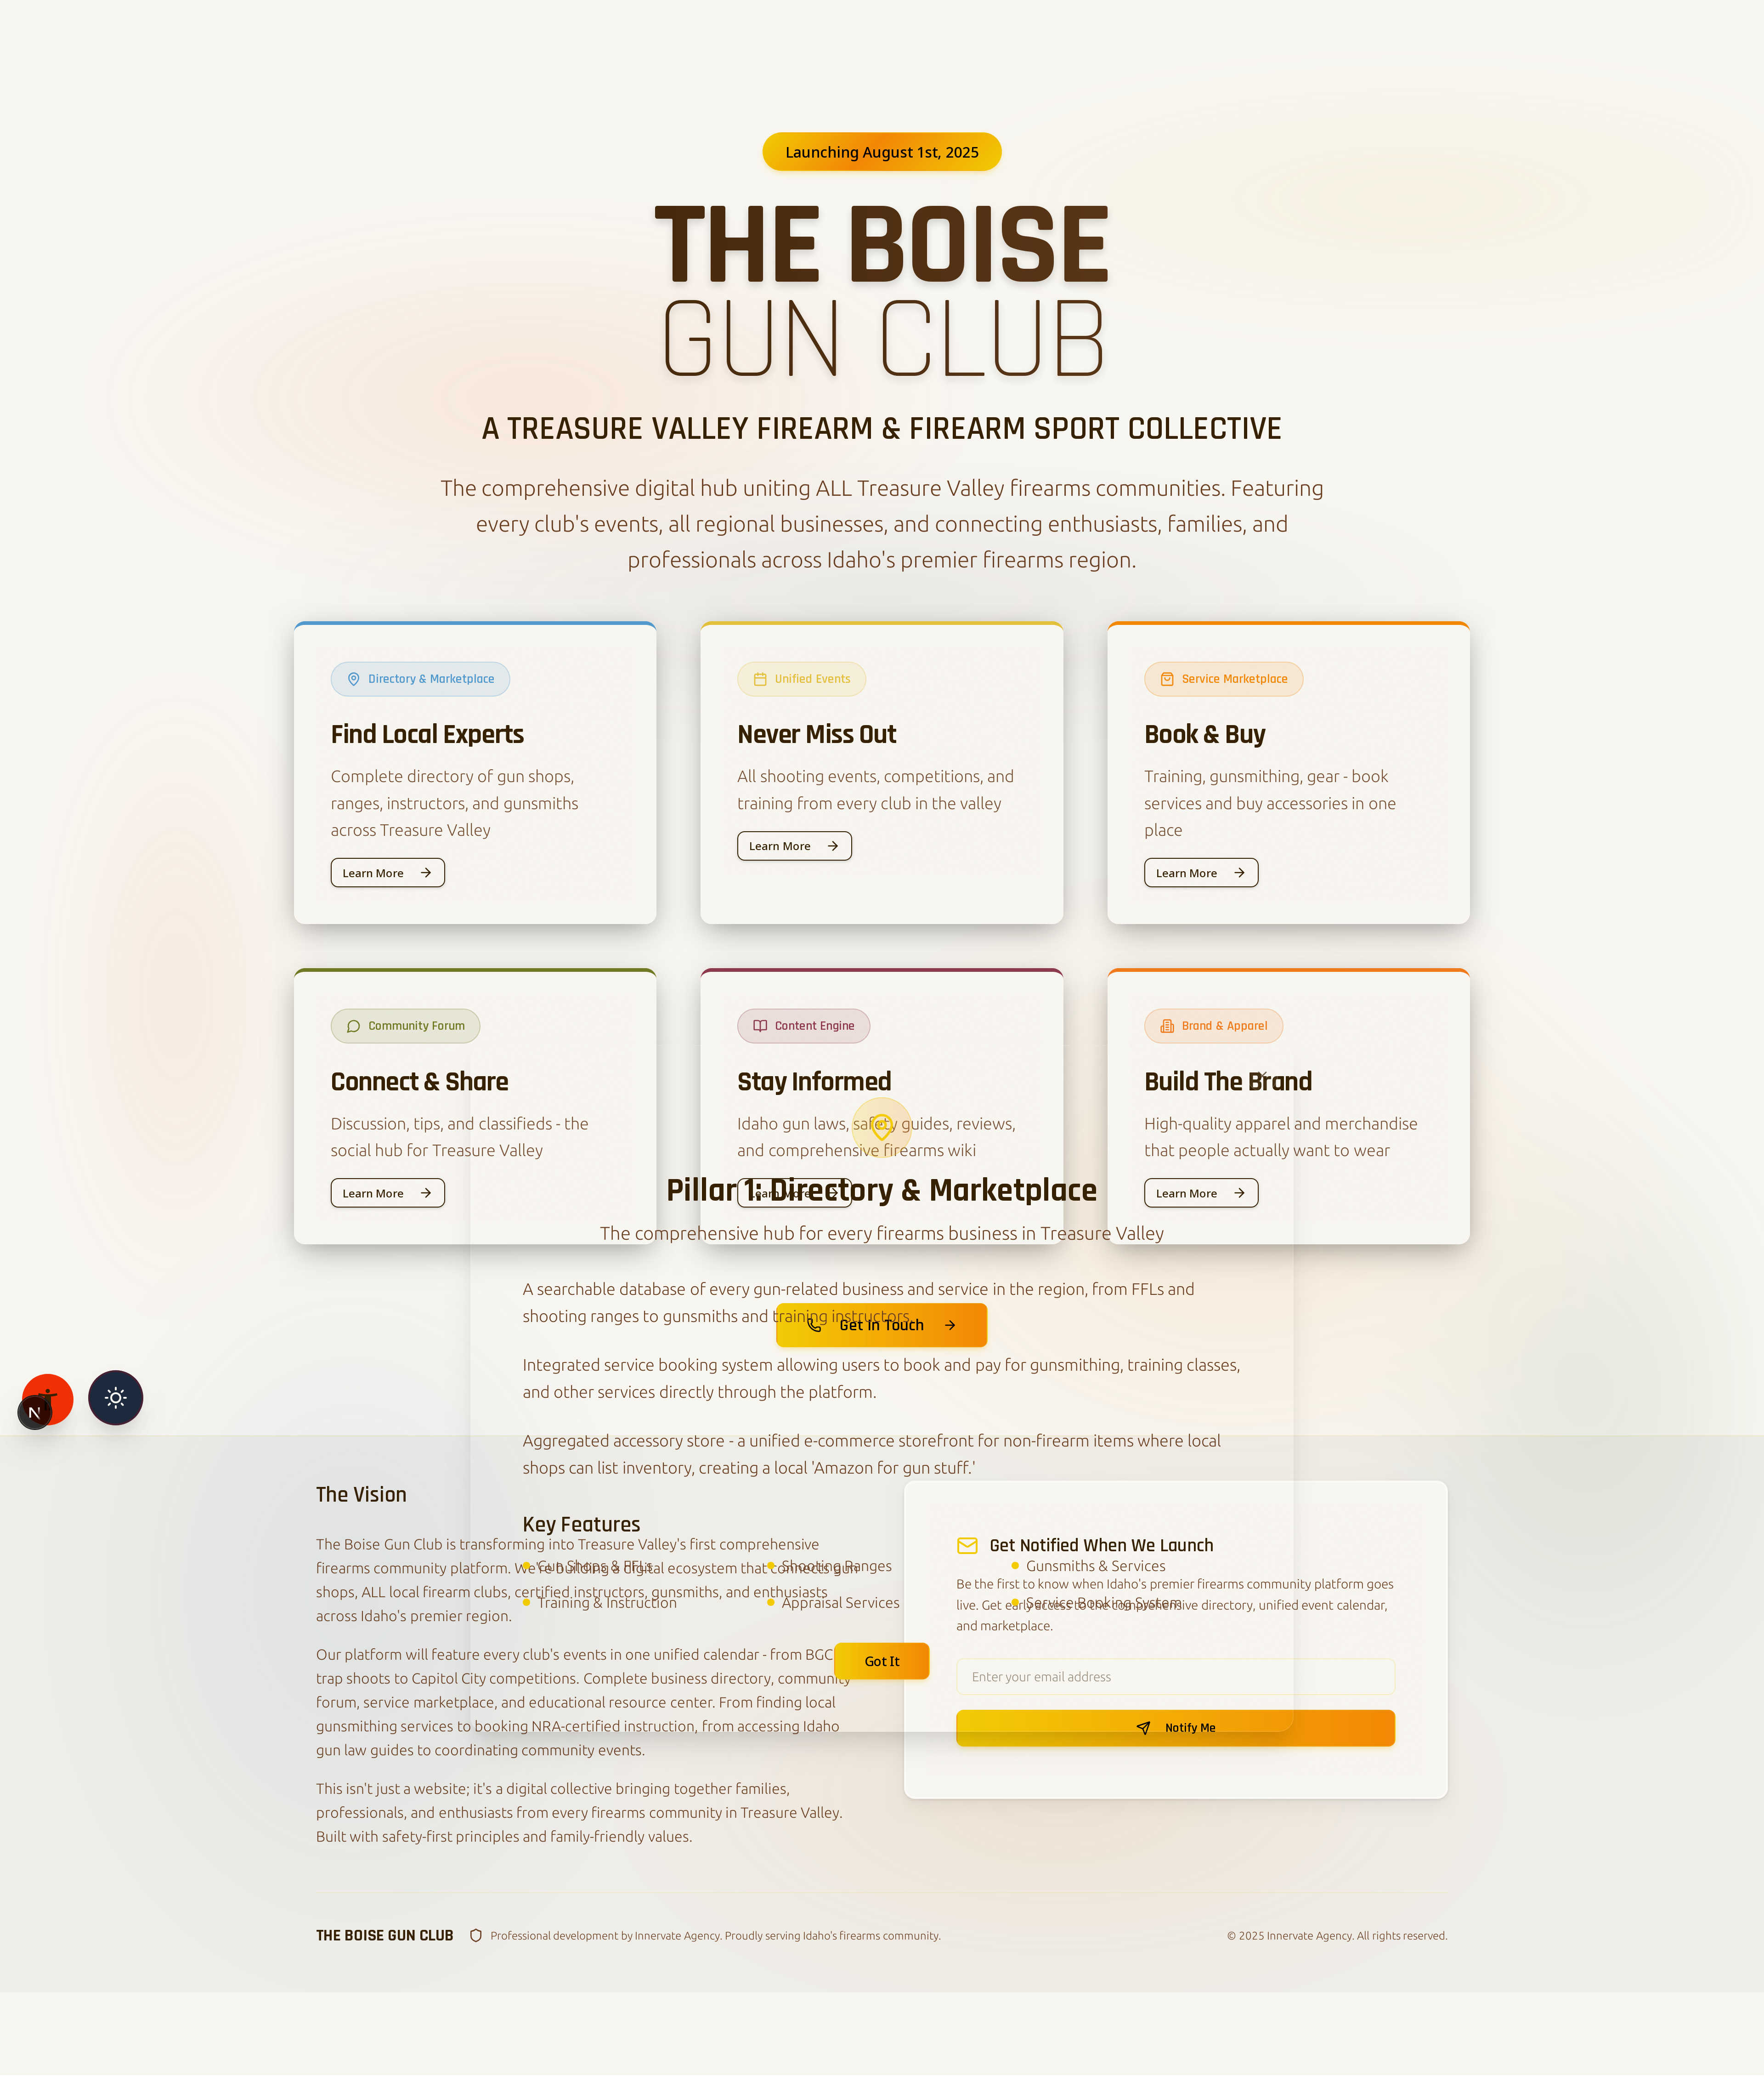 Launching August 1st, 2025
THE BOISE
GUN CLUB
A TREASURE VALLEY FIREARM & FIREARM SPORT COLLECTIVE
The comprehensive digital hub uniting ALL Treasure Valley firearms communities. Featuring
every club's events, all regional businesses, and connecting enthusiasts, families, and
professionals across Idaho's premier firearms region.
Directory & Marketplace
Find Local Experts
Complete directory of gun shops,
ranges, instructors, and gunsmiths
across Treasure Valley
Learn More
Unified Events
Never Miss Out
All shooting events, competitions, and
training from every club in the valley
Learn More
Service Marketplace
Book & Buy
Training, gunsmithing, gear - book
services and buy accessories in one
place
Learn More
Community Forum
Connect & Share
Discussion, tips, and classifieds - the
social hub for Treasure Valley
Learn More
Content Engine
Stay Informed
Idaho gun laws, safety guides, reviews,
and comprehensive firearms wiki
Learn More
Brand & Apparel
Build The Brand
High-quality apparel and merchandise
that people actually want to wear
Learn More
Pillar 1: Directory & Marketplace
The comprehensive hub for every firearms business in Treasure Valley
A searchable database of every gun-related business and service in the region, from FFLs and
shooting ranges to gunsmiths and training instructors.
Get In Touch
Integrated service booking system allowing users to book and pay for gunsmithing, training classes,
and other services directly through the platform.
Aggregated accessory store - a unified e-commerce storefront for non-firearm items where local
shops can list inventory, creating a local 'Amazon for gun stuff.'
Key Features
Gun Shops & FFLs
Shooting Ranges
Gunsmiths & Services
Training & Instruction
Appraisal Services
Service Booking System
Got It
N
The Vision
The Boise Gun Club is transforming into Treasure Valley's first comprehensive
firearms community platform. We're building a digital ecosystem that connects gun
shops, ALL local firearm clubs, certified instructors, gunsmiths, and enthusiasts
across Idaho's premier region.
Our platform will feature every club's events in one unified calendar - from BGC
trap shoots to Capitol City competitions. Complete business directory, community
forum, service marketplace, and educational resource center. From finding local
gunsmithing services to booking NRA-certified instruction, from accessing Idaho
gun law guides to coordinating community events.
This isn't just a website; it's a digital collective bringing together families,
professionals, and enthusiasts from every firearms community in Treasure Valley.
Built with safety-first principles and family-friendly values.
Get Notified When We Launch
Be the first to know when Idaho's premier firearms community platform goes
live. Get early access to the comprehensive directory, unified event calendar,
and marketplace.
Enter your email address
Notify Me
THE BOISE GUN CLUB
Professional development by Innervate Agency. Proudly serving Idaho's firearms community.
© 2025 Innervate Agency. All rights reserved.